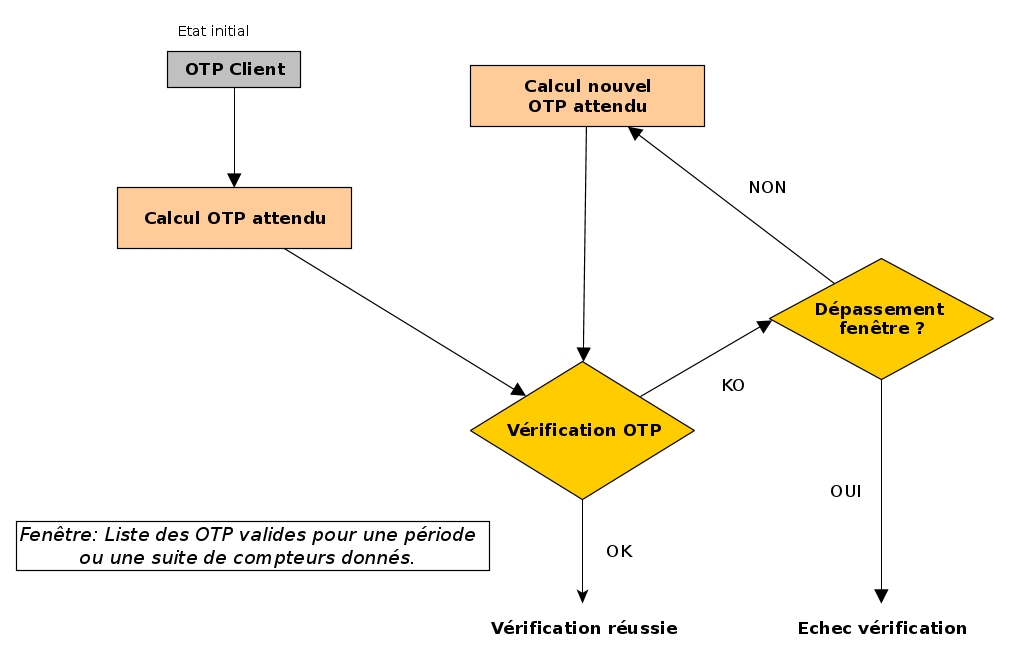 Etat initial
OTP Client
Calcul nouvel
OTP attendu
NON
Calcul OTP attendu
Dépassement
fenêtre ?
KO
Vérification OTP
OUI
Fenêtre: Liste des OTP valides pour une période
ou une suite de compteurs donnés.
OK
Vérification réussie
Echec vérification